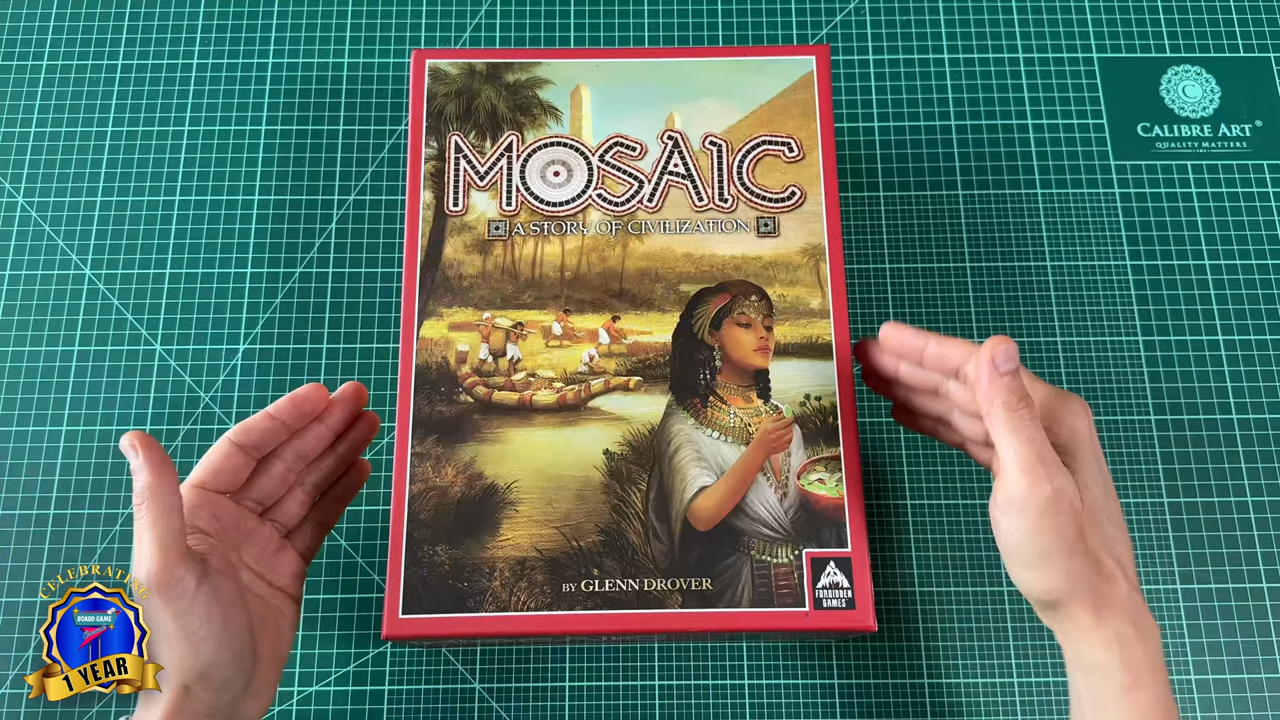 MOSAIC
A STORY OF CIVILIZATION
BY GLENN DROVER
FORBIDDEN
GAMES
C
CALIBRE ART®
QUALITY MATTERS
CELEBRATING
BOARD GAME
1 YEAR